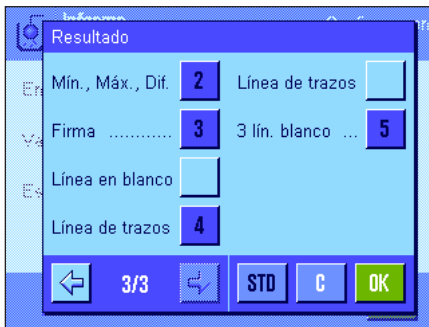 Resultado
Mín., Máx., Dif. 2 Línea de trazos
Firma ............ 3 3 lín. blanco ... 5
Línea en blanco
Línea de trazos 4
3/3 STD C OK